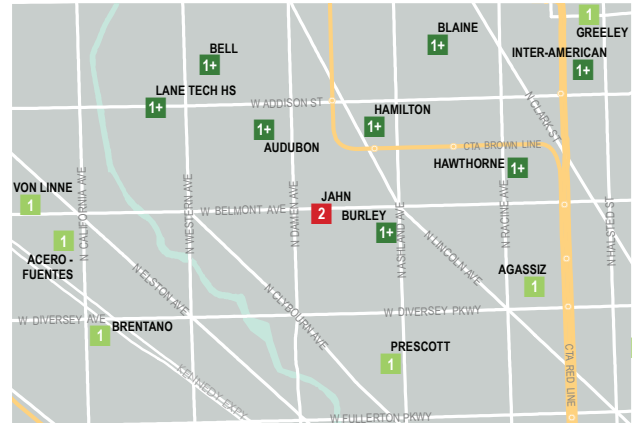 1
GREELEY
BLAINE
1+
INTER-AMERICAN
1+
BELL
1+
LANE TECH HS
1+
W ADDISON ST
N CLARK ST
HAMILTON
1+
1+
AUDUBON
CTA BROWN LINE
HAWTHORNE
1+
VON LINNE
1
N CALIFORNIA AVE
N WESTERN AVE
W BELMONT AVE
N DAMEN AVE
JAHN
2
BURLEY
1+
N ASHLAND AVE
N LINCOLN AVE
N RACINE AVE
N HALSTED ST
1
ACERO -
FUENTES
N ELSTON AVE
N CLYBOURN AVE
AGASSIZ
1
W DIVERSEY AVE
W DIVERSEY PKWY
1
BRENTANO
KENNEDY EXPY
PRESCOTT
1
CTA RED LINE
W FULLERTON PKWY